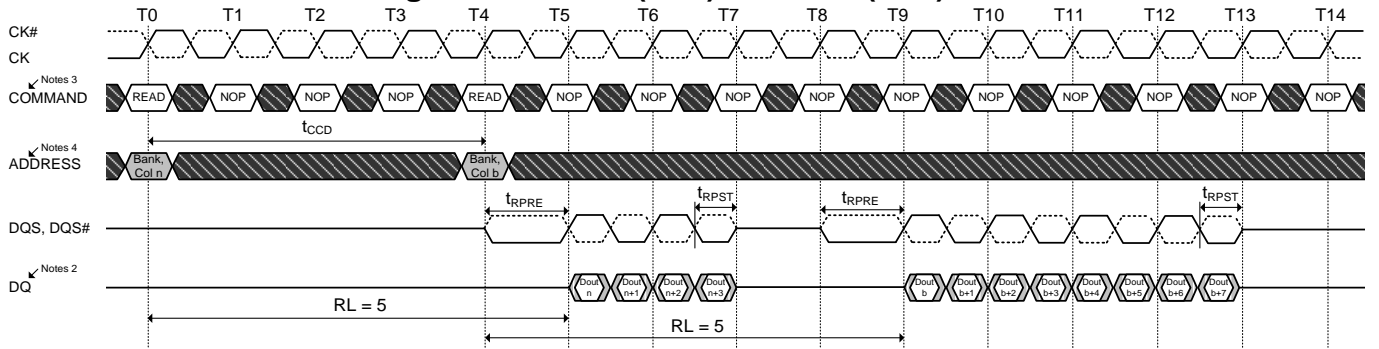 T0 T1 T2 T3 T4 T5 T6 T7 T8 T9 T10 T11 T12 T13 T14
CK#
CK
Notes 3
COMMAND READ NOP NOP NOP READ NOP NOP NOP NOP NOP NOP NOP NOP NOP NOP
tCCD
Notes 4
ADDRESS
Bank, Col n
Bank, Col b
tRPRE tRPST tRPRE tRPST
DQS, DQS#
Notes 2
DQ
Dout n
Dout n+1
Dout n+2
Dout n+3
Dout b
Dout b+1
Dout b+2
Dout b+3
Dout b+4
Dout b+5
Dout b+6
Dout b+7
RL = 5
RL = 5